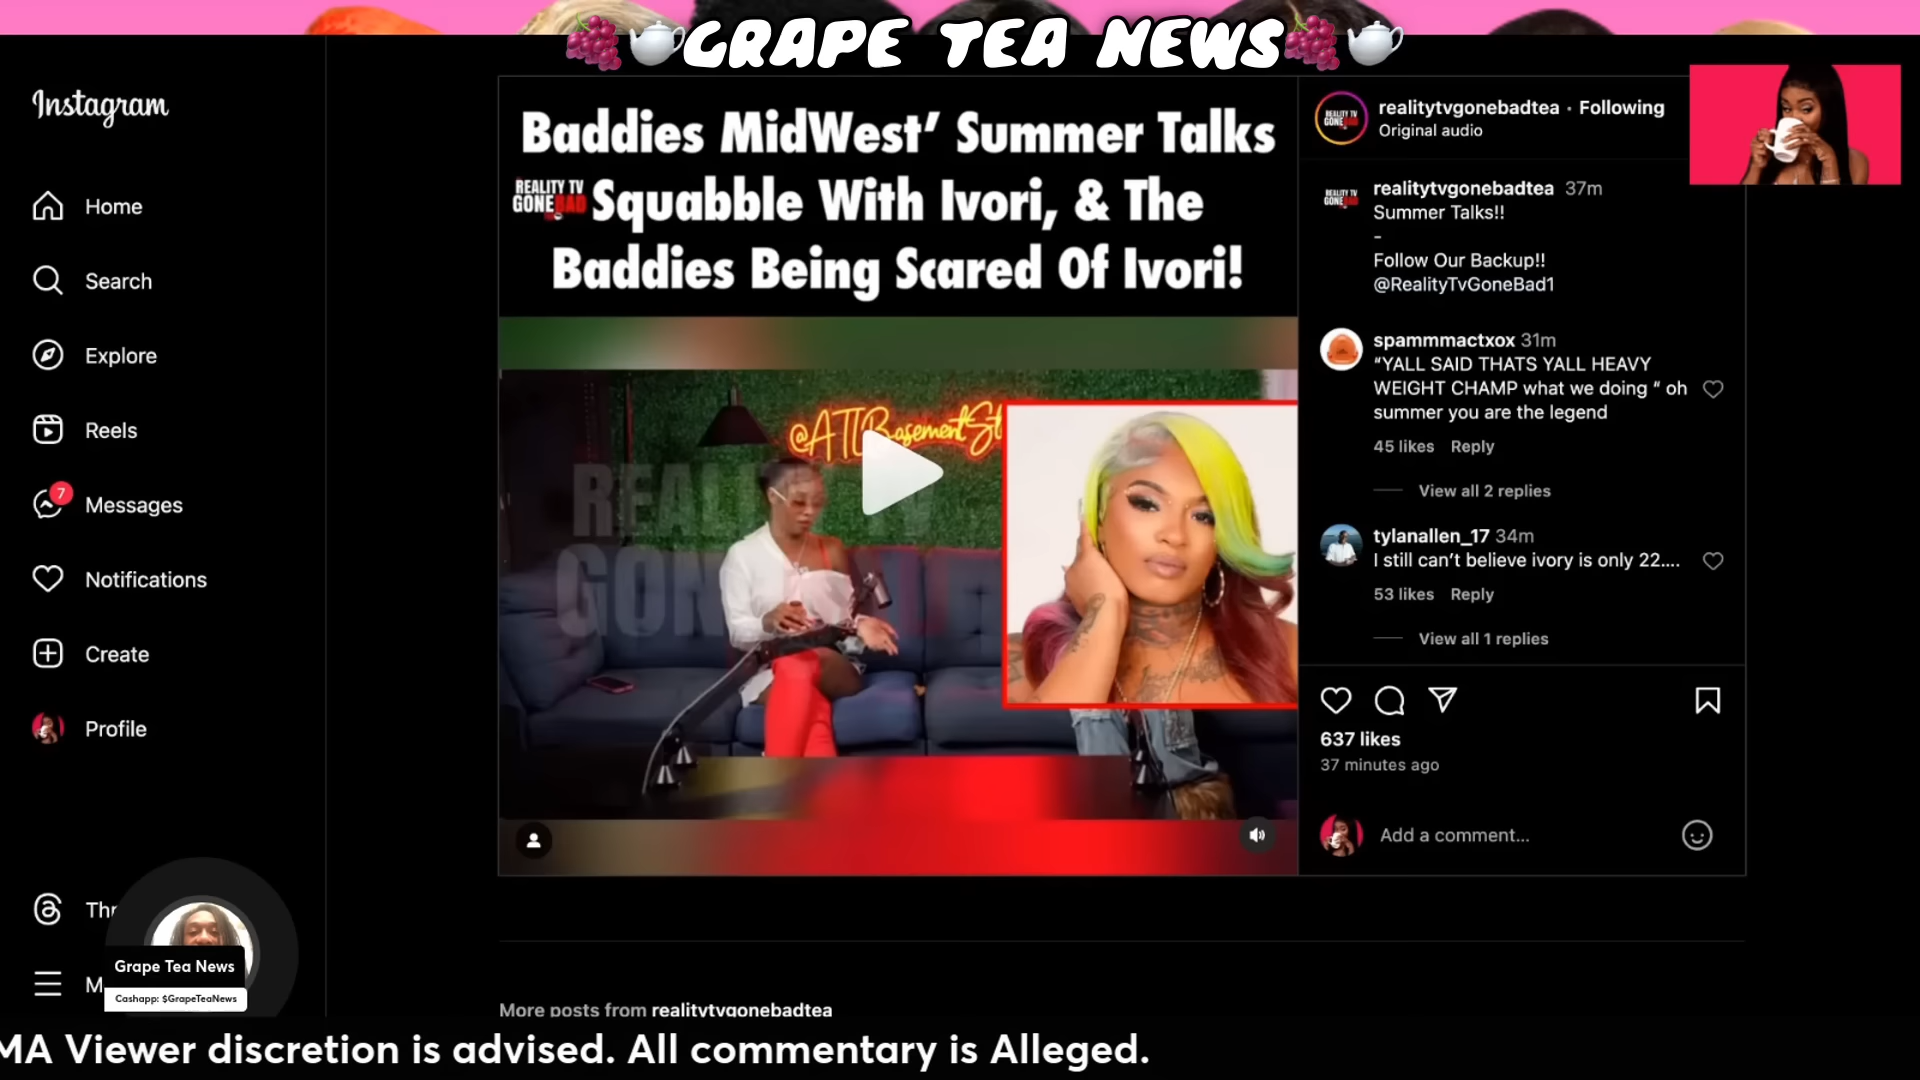 GRAPE TEA NEWS
Instagram
Home
Search
Explore
Reels
7
Messages
Notifications
Create
Profile
Grape Tea News
Cashapp: $GrapeTeaNews
Baddies MidWest’ Summer Talks
REALITY TV
GONE BAD
Squabble With Ivori, & The
Baddies Being Scared Of Ivori!
REALITY TV
@ATLBasement
realitytvgonebadtea · Following
Original audio
realitytvgonebadtea 37m
Summer Talks!!
-
Follow Our Backup!!
@RealityTvGoneBad1
spammmactxox 31m
“YALL SAID THATS YALL HEAVY
WEIGHT CHAMP what we doing “ oh
summer you are the legend
45 likes Reply
View all 2 replies
tylanallen_17 34m
I still can’t believe ivory is only 22....
53 likes Reply
View all 1 replies
637 likes
37 minutes ago
Add a comment...
More posts from realitytvgonebadtea
MA Viewer discretion is advised. All commentary is Alleged.